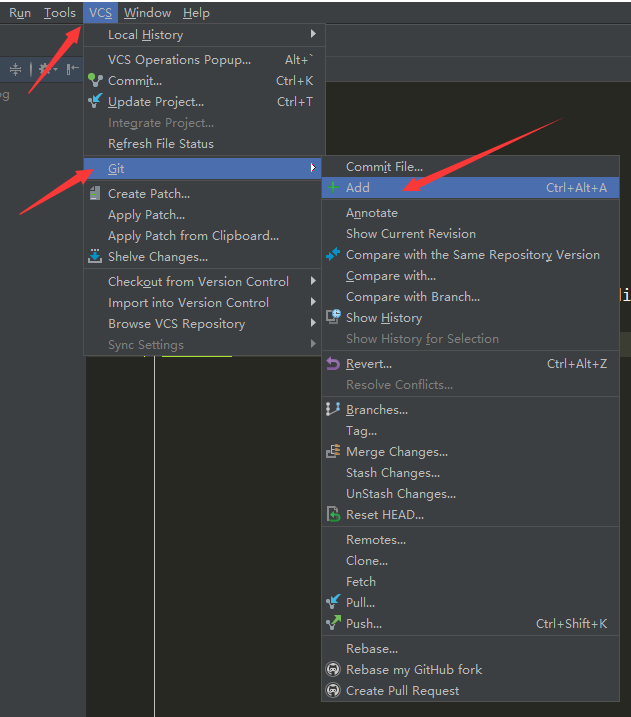 Run Tools VCS Window Help
Local History
VCS Operations Popup... Alt+`
Commit... Ctrl+K
Update Project... Ctrl+T
Integrate Project...
Refresh File Status
Git
Create Patch...
Apply Patch...
Apply Patch from Clipboard...
Shelve Changes...
Checkout from Version Control
Import into Version Control
Browse VCS Repository
Sync Settings
Commit File...
Add Ctrl+Alt+A
Annotate
Show Current Revision
Compare with the Same Repository Version
Compare with...
Compare with Branch...
Show History
Show History for Selection
Revert... Ctrl+Alt+Z
Resolve Conflicts...
Branches...
Tag...
Merge Changes...
Stash Changes...
UnStash Changes...
Reset HEAD...
Remotes...
Clone...
Fetch
Pull...
Push... Ctrl+Shift+K
Rebase...
Rebase my GitHub fork
Create Pull Request